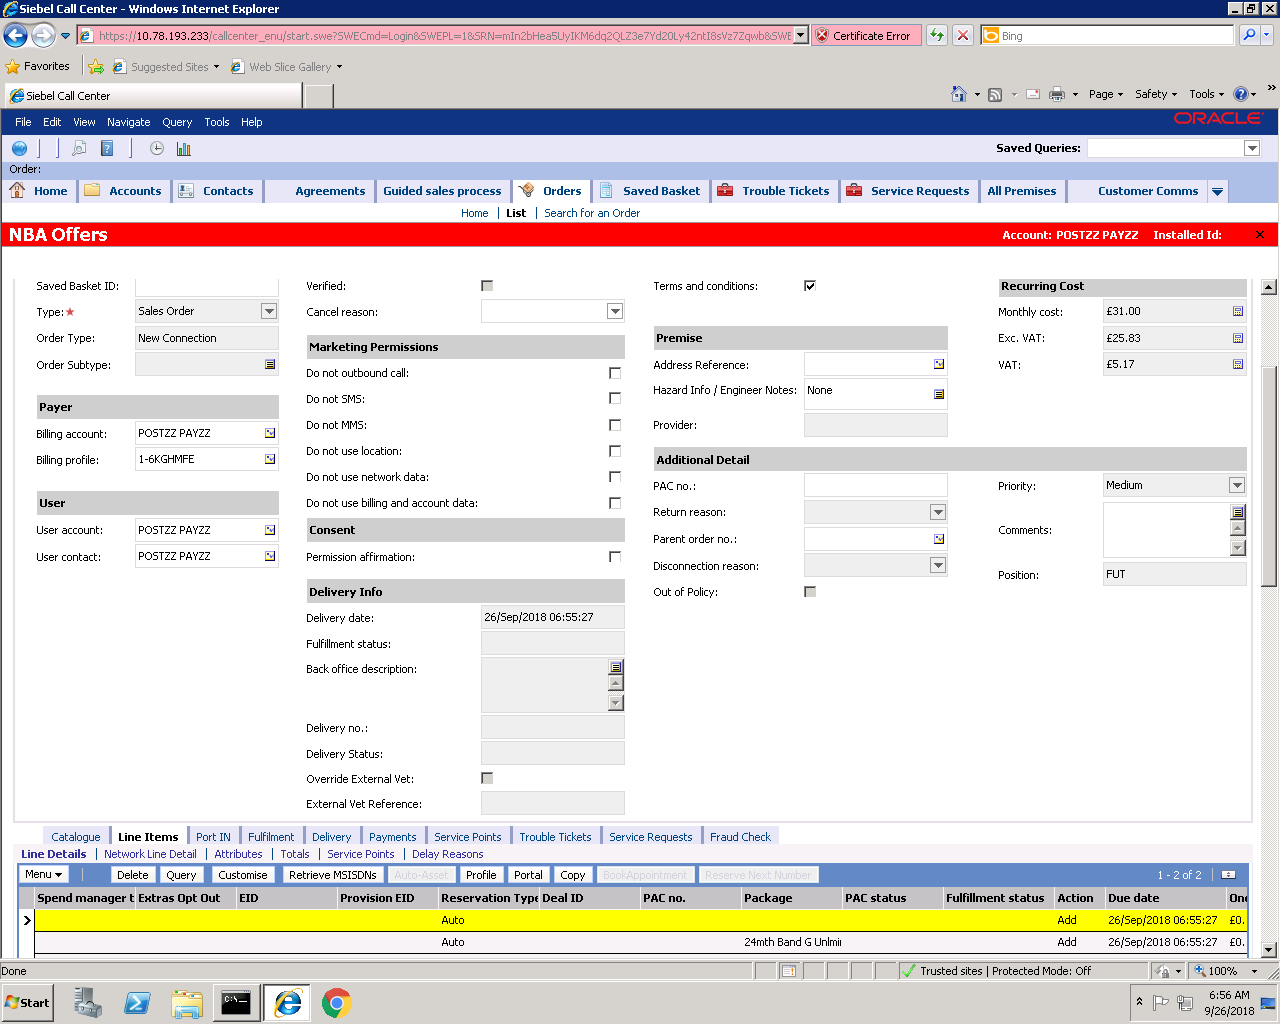 Siebel Call Center - Windows Internet Explorer
https://10.78.193.233/callcenter_enu/start.swe?SWECmd=Login&SWEPL=1&SRN=
Certificate Error
Bing
Favorites
Suggested Sites
Web Slice Gallery
Siebel Call Center
Page
Safety
Tools
File Edit View Navigate Query Tools Help
ORACLE
Saved Queries:
Order:
Home Accounts Contacts Agreements Guided sales process Orders Saved Basket Trouble Tickets Service Requests All Premises Customer Comms
Home | List | Search for an Order
NBA Offers
Account: POSTZZ PAYZZ Installed Id:
Saved Basket ID:
Verified:
Terms and conditions:
Recurring Cost
Type:* Sales Order
Cancel reason:
Monthly cost: £31.00
Order Type: New Connection
Marketing Permissions
Premise
Exc. VAT: £25.83
Order Subtype:
Do not outbound call:
Address Reference:
VAT: £5.17
Payer
Do not SMS:
Hazard Info / Engineer Notes: None
Billing account: POSTZZ PAYZZ
Do not MMS:
Provider:
Billing profile: 1-6KGHMFE
Do not use location:
Additional Detail
Do not use network data:
PAC no.:
Priority: Medium
User
Do not use billing and account data:
Return reason:
User account: POSTZZ PAYZZ
Consent
Parent order no.:
Comments:
User contact: POSTZZ PAYZZ
Permission affirmation:
Disconnection reason:
Position: FUT
Delivery Info
Out of Policy:
Delivery date: 26/Sep/2018 06:55:27
Fulfillment status:
Back office description:
Delivery no.:
Delivery Status:
Override External Vet:
External Vet Reference:
Catalogue Line Items Port IN Fulfilment Delivery Payments Service Points Trouble Tickets Service Requests Fraud Check
Line Details | Network Line Detail | Attributes | Totals | Service Points | Delay Reasons
Menu Delete Query Customise Retrieve MSISDNs Auto-Asset Profile Portal Copy BookAppointment Reserve Next Number 1 - 2 of 2
Spend manager t Extras Opt Out EID Provision EID Reservation Type Deal ID PAC no. Package PAC status Fulfillment status Action Due date On
Auto Add 26/Sep/2018 06:55:27 £0.
Auto 24mth Band G Unlmi Add 26/Sep/2018 06:55:27 £0.
Done
Trusted sites | Protected Mode: Off
100%
Start
6:56 AM
9/26/2018